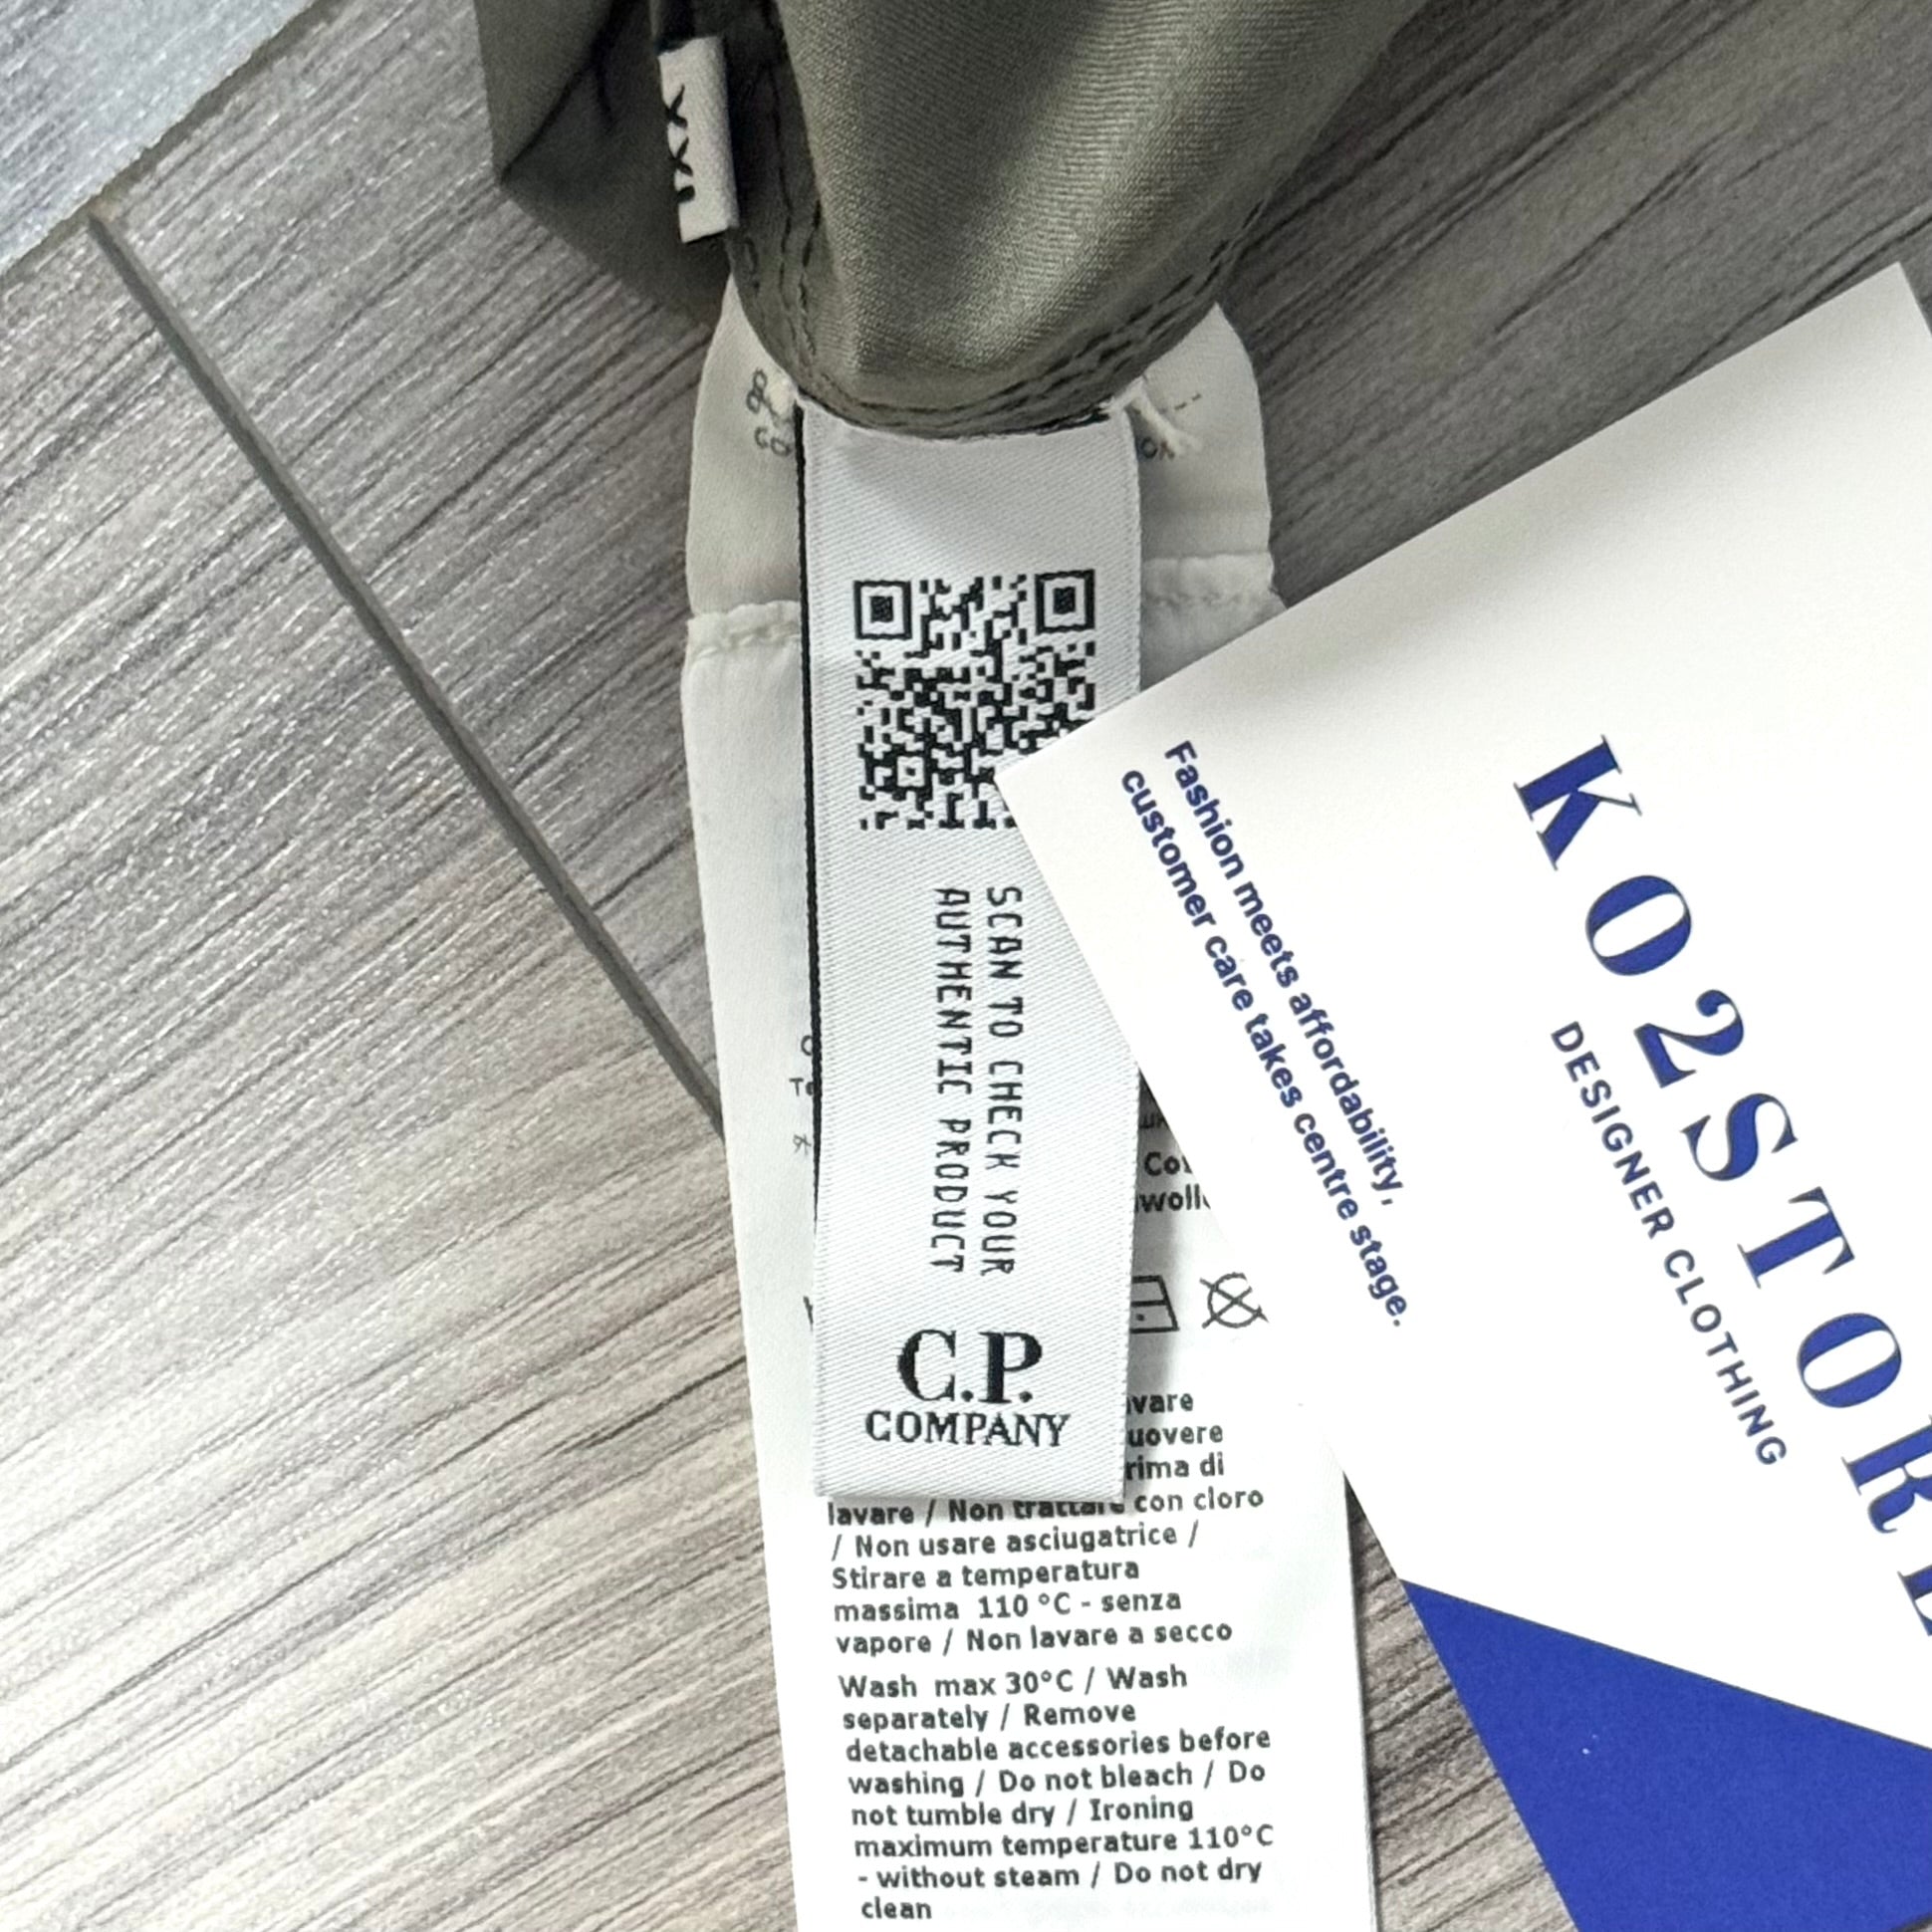 XXL
SCAN TO CHECK YOUR
AUTHENTIC PRODUCT
C.P.
COMPANY
lavare / Non trattare con cloro
/ Non usare asciugatrice /
Stirare a temperatura
massima 110 °C - senza
vapore / Non lavare a secco
Wash max 30°C / Wash
separately / Remove
detachable accessories before
washing / Do not bleach / Do
not tumble dry / Ironing
maximum temperature 110°C
- without steam / Do not dry
clean
Fashion meets affordability,
customer care takes centre stage.
KO2STORE
DESIGNER CLOTHING